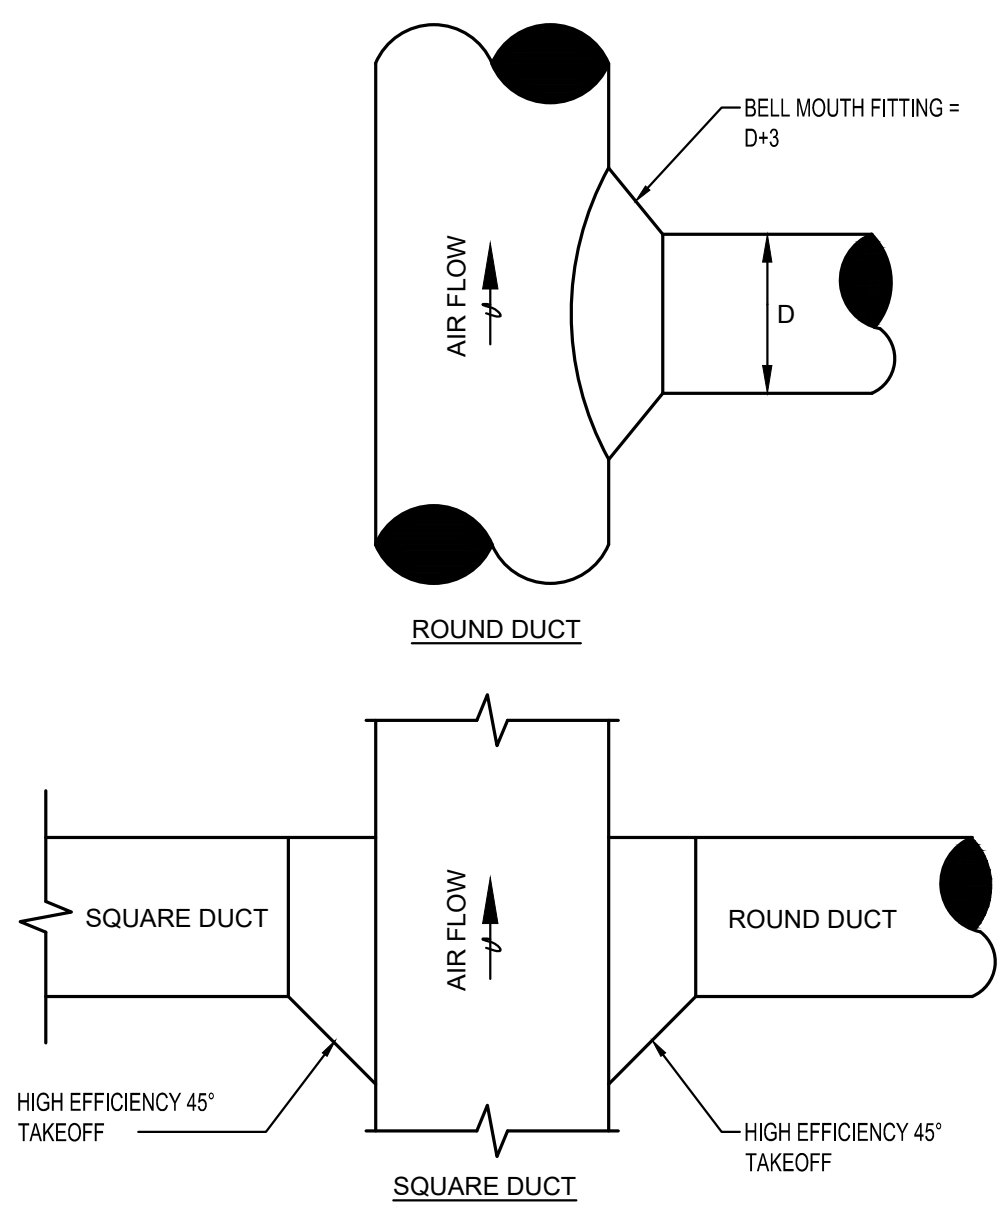 BELL MOUTH FITTING =
D+3
AIR FLOW
D
ROUND DUCT
SQUARE DUCT
AIR FLOW
ROUND DUCT
HIGH EFFICIENCY 45°
TAKEOFF
HIGH EFFICIENCY 45°
TAKEOFF
SQUARE DUCT